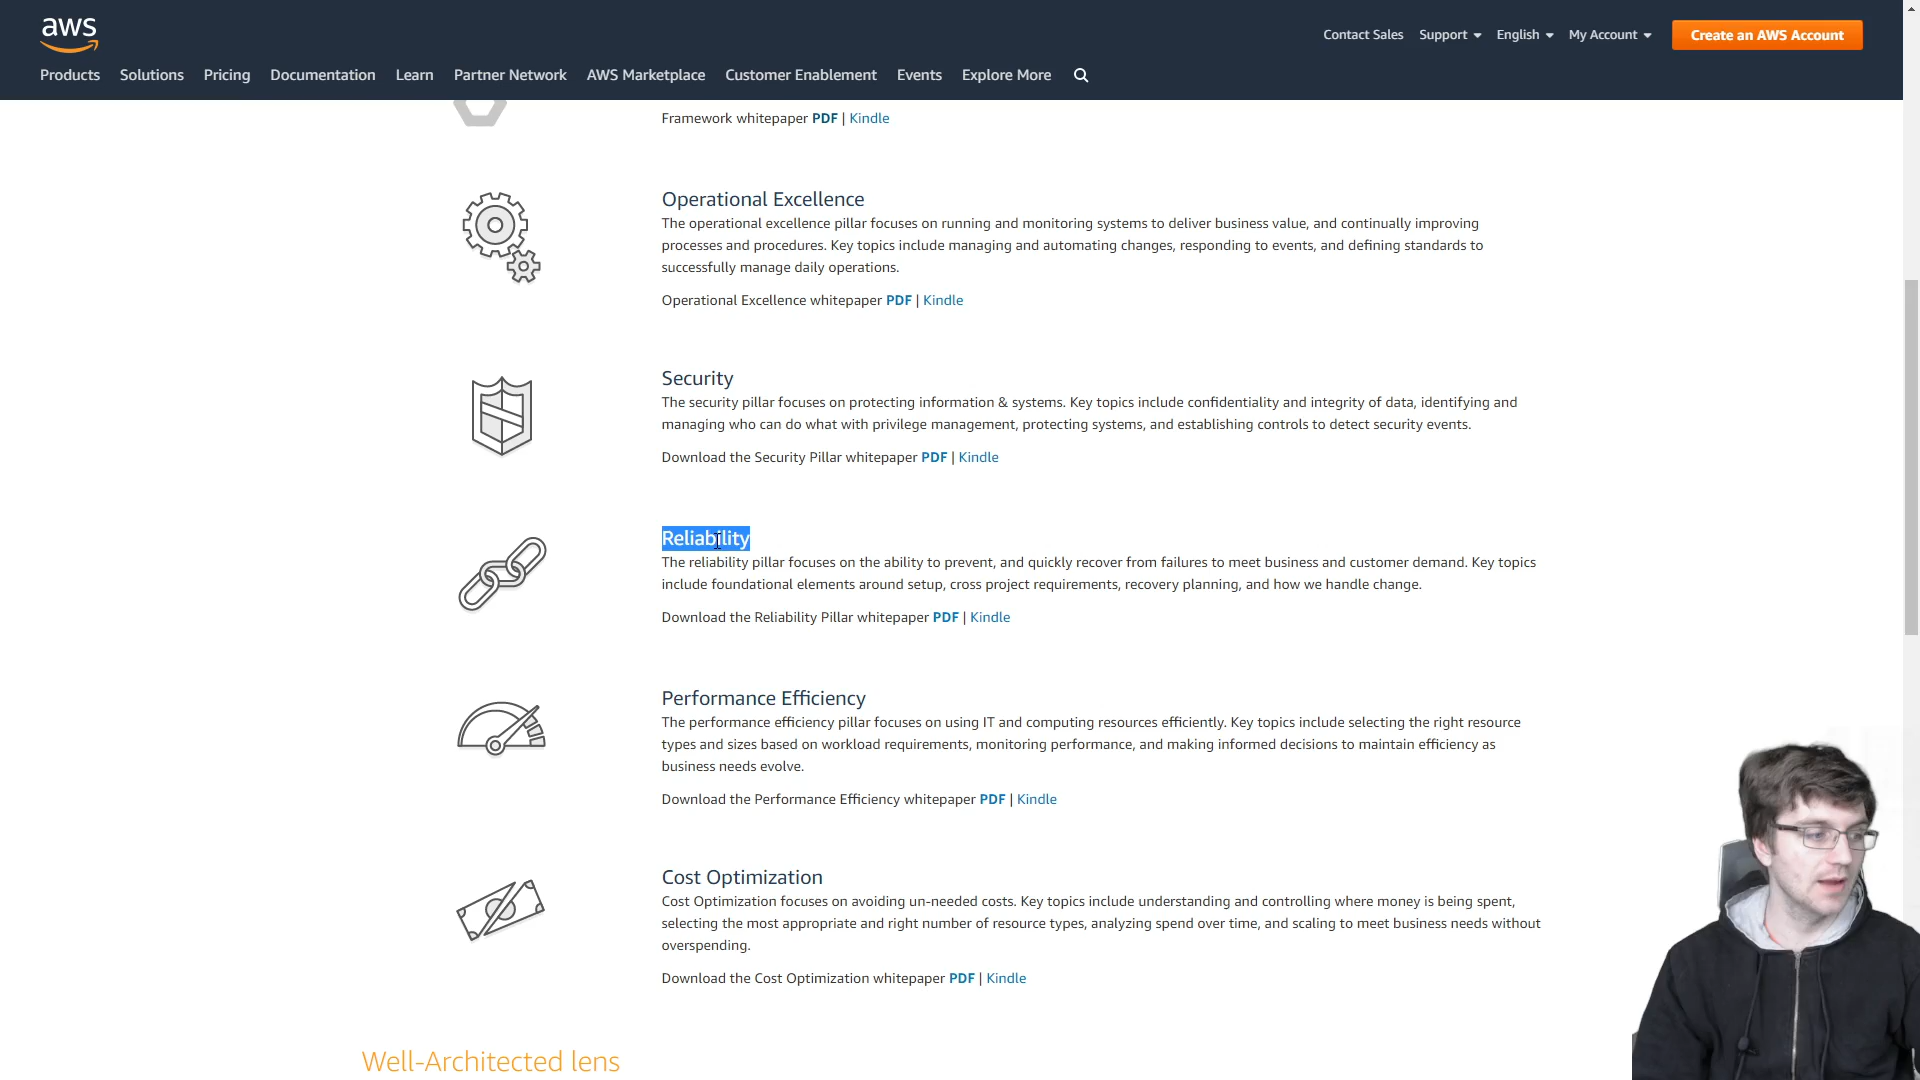 aws
Contact Sales Support English My Account Create an AWS Account
Products Solutions Pricing Documentation Learn Partner Network AWS Marketplace Customer Enablement Events Explore More
Framework whitepaper PDF | Kindle
Operational Excellence
The operational excellence pillar focuses on running and monitoring systems to deliver business value, and continually improving
processes and procedures. Key topics include managing and automating changes, responding to events, and defining standards to
successfully manage daily operations.
Operational Excellence whitepaper PDF | Kindle
Security
The security pillar focuses on protecting information & systems. Key topics include confidentiality and integrity of data, identifying and
managing who can do what with privilege management, protecting systems, and establishing controls to detect security events.
Download the Security Pillar whitepaper PDF | Kindle
Reliability
The reliability pillar focuses on the ability to prevent, and quickly recover from failures to meet business and customer demand. Key topics
include foundational elements around setup, cross project requirements, recovery planning, and how we handle change.
Download the Reliability Pillar whitepaper PDF | Kindle
Performance Efficiency
The performance efficiency pillar focuses on using IT and computing resources efficiently. Key topics include selecting the right resource
types and sizes based on workload requirements, monitoring performance, and making informed decisions to maintain efficiency as
business needs evolve.
Download the Performance Efficiency whitepaper PDF | Kindle
Cost Optimization
Cost Optimization focuses on avoiding un-needed costs. Key topics include understanding and controlling where money is being spent,
selecting the most appropriate and right number of resource types, analyzing spend over time, and scaling to meet business needs without
overspending.
Download the Cost Optimization whitepaper PDF | Kindle
Well-Architected lens